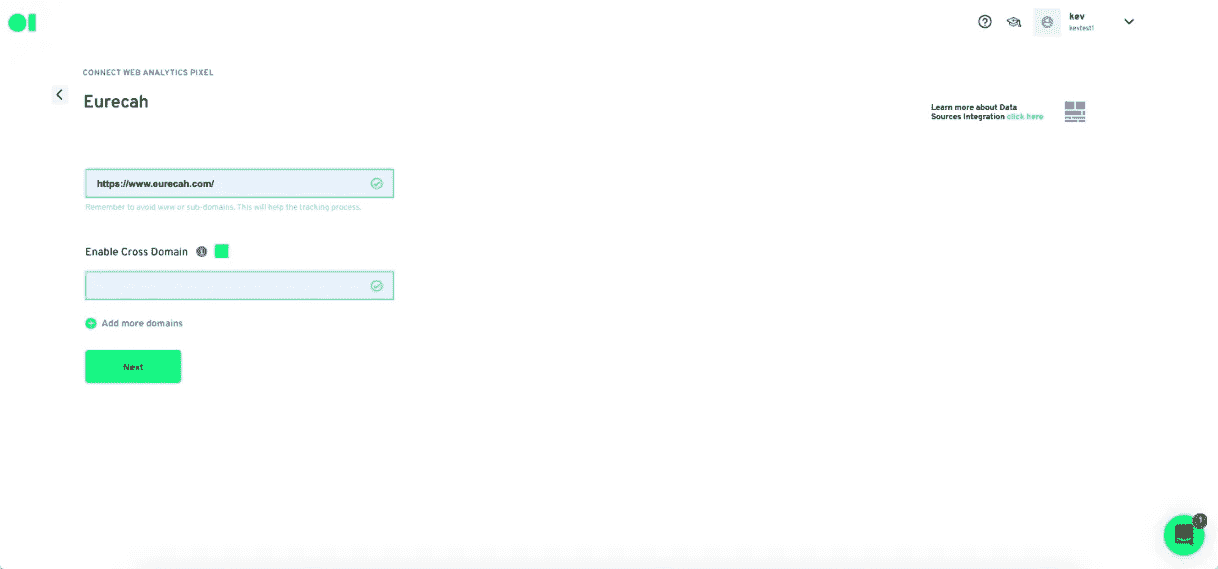 kev
kevtest1
CONNECT WEB ANALYTICS PIXEL
Eurecah
Learn more about Data
Sources Integration click here
https://www.eurecah.com/
Remember to avoid www or sub-domains. This will help the tracking process.
Enable Cross Domain
Add more domains
Next
1